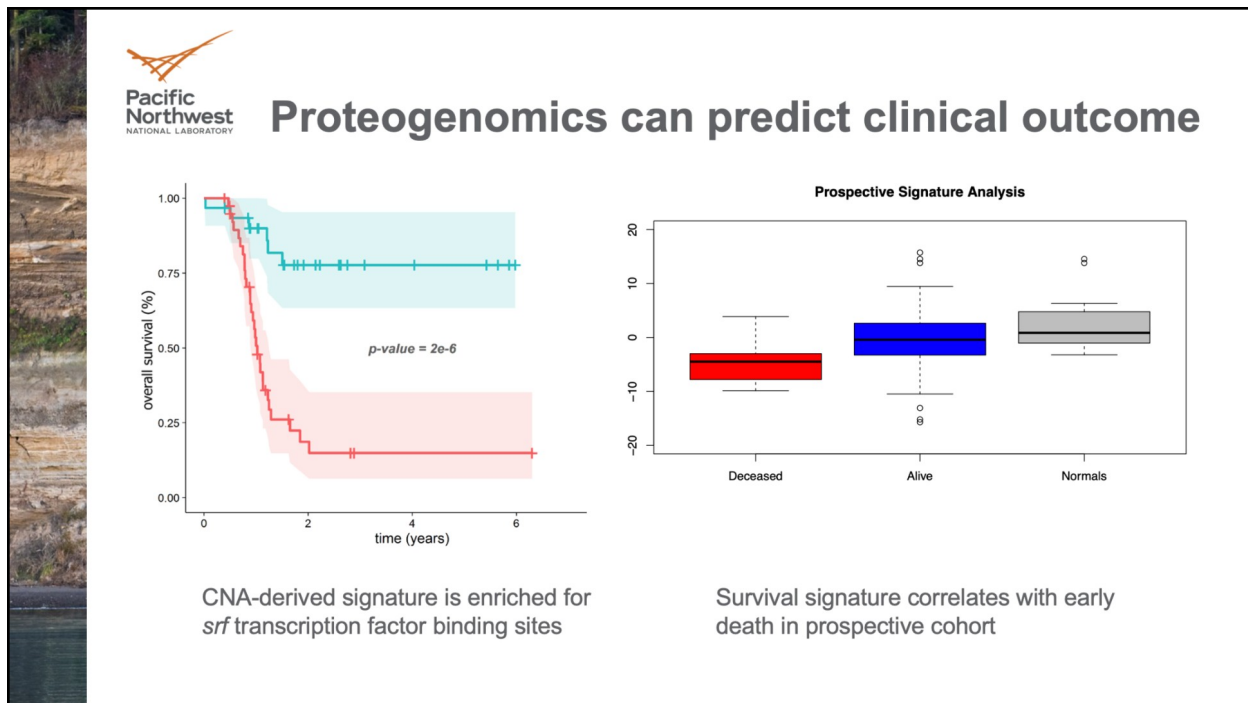 Pacific
Northwest
NATIONAL LABORATORY
Proteogenomics can predict clinical outcome
1.00
0.75
0.50
0.25
0.00
overall survival (%)
p-value = 2e-6
0 2 4 6
time (years)
CNA-derived signature is enriched for
srf transcription factor binding sites
Prospective Signature Analysis
20
10
0
-10
-20
Deceased Alive Normals
Survival signature correlates with early
death in prospective cohort